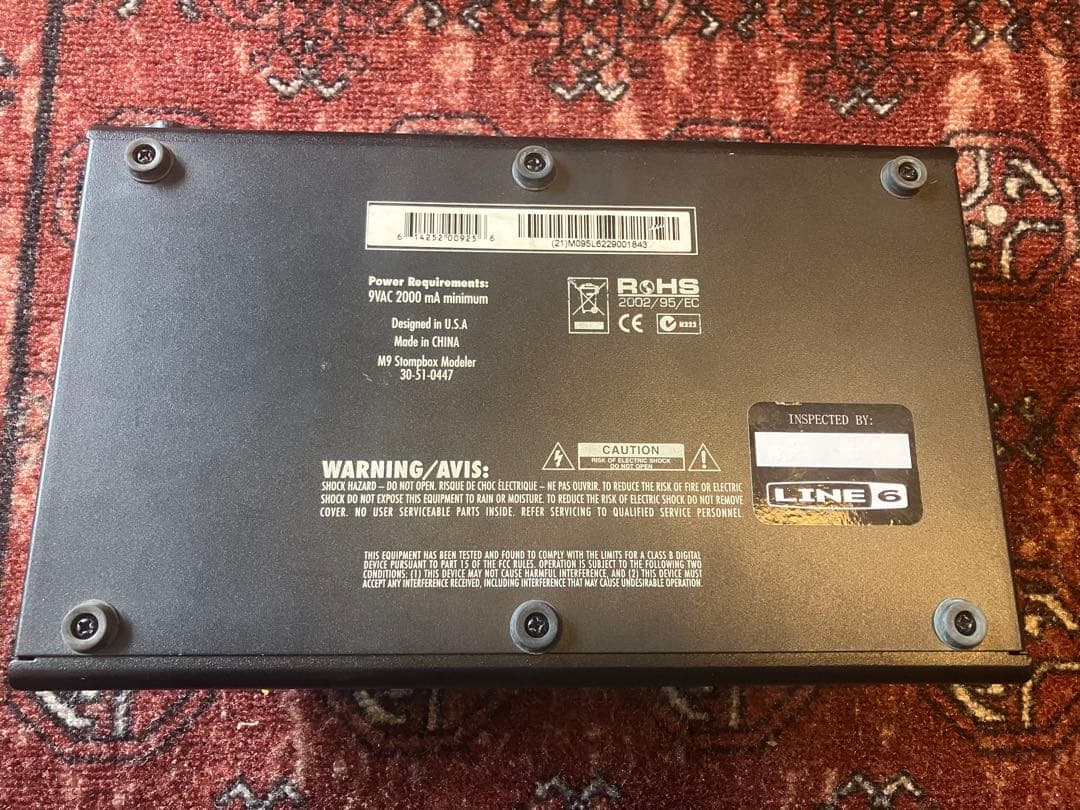 6 14252 00925 6
(21)M095L6229001843
Power Requirements:
9VAC 2000 mA minimum
Designed in U.S.A
Made in CHINA
M9 Stompbox Modeler
30-51-0447
RoHS
2002/95/EC
CE
N222
INSPECTED BY:
LINE 6
CAUTION
RISK OF ELECTRIC SHOCK
DO NOT OPEN
WARNING/AVIS:
SHOCK HAZARD – DO NOT OPEN. RISQUE DE CHOC ÉLECTRIQUE – NE PAS OUVRIR. TO REDUCE THE RISK OF FIRE OR ELECTRIC
SHOCK DO NOT EXPOSE THIS EQUIPMENT TO RAIN OR MOISTURE. TO REDUCE THE RISK OF ELECTRIC SHOCK DO NOT REMOVE
COVER. NO USER SERVICEABLE PARTS INSIDE. REFER SERVICING TO QUALIFIED SERVICE PERSONNEL.
THIS EQUIPMENT HAS BEEN TESTED AND FOUND TO COMPLY WITH THE LIMITS FOR A CLASS B DIGITAL
DEVICE PURSUANT TO PART 15 OF THE FCC RULES. OPERATION IS SUBJECT TO THE FOLLOWING TWO
CONDITIONS: (1) THIS DEVICE MAY NOT CAUSE HARMFUL INTERFERENCE, AND (2) THIS DEVICE MUST
ACCEPT ANY INTERFERENCE RECEIVED, INCLUDING INTERFERENCE THAT MAY CAUSE UNDESIRABLE OPERATION.